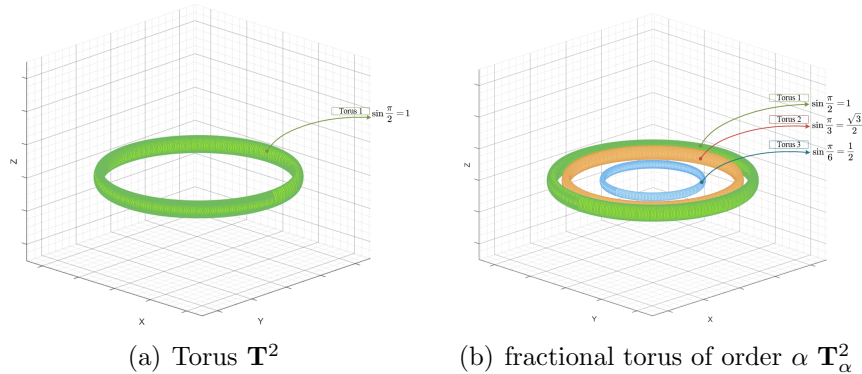 Torus 1 sin π/2 = 1
Z
X
Y
(a) Torus T²
Torus 1 sin π/2 = 1
Torus 2 sin π/3 = √3/2
Torus 3 sin π/6 = 1/2
Z
Y
X
(b) fractional torus of order α T²_α